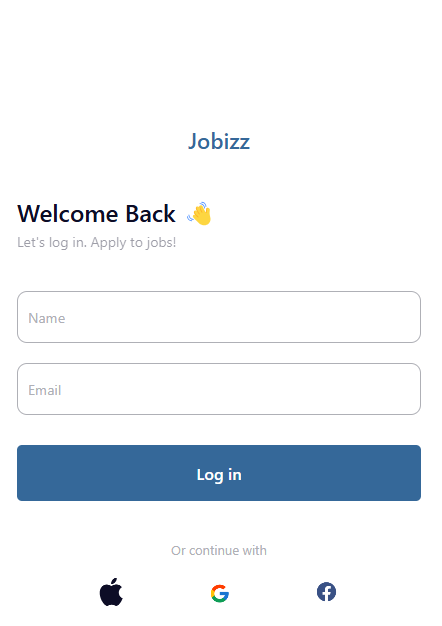 Jobizz
Welcome Back 👋
Let's log in. Apply to jobs!
Name
Email
Log in
Or continue with